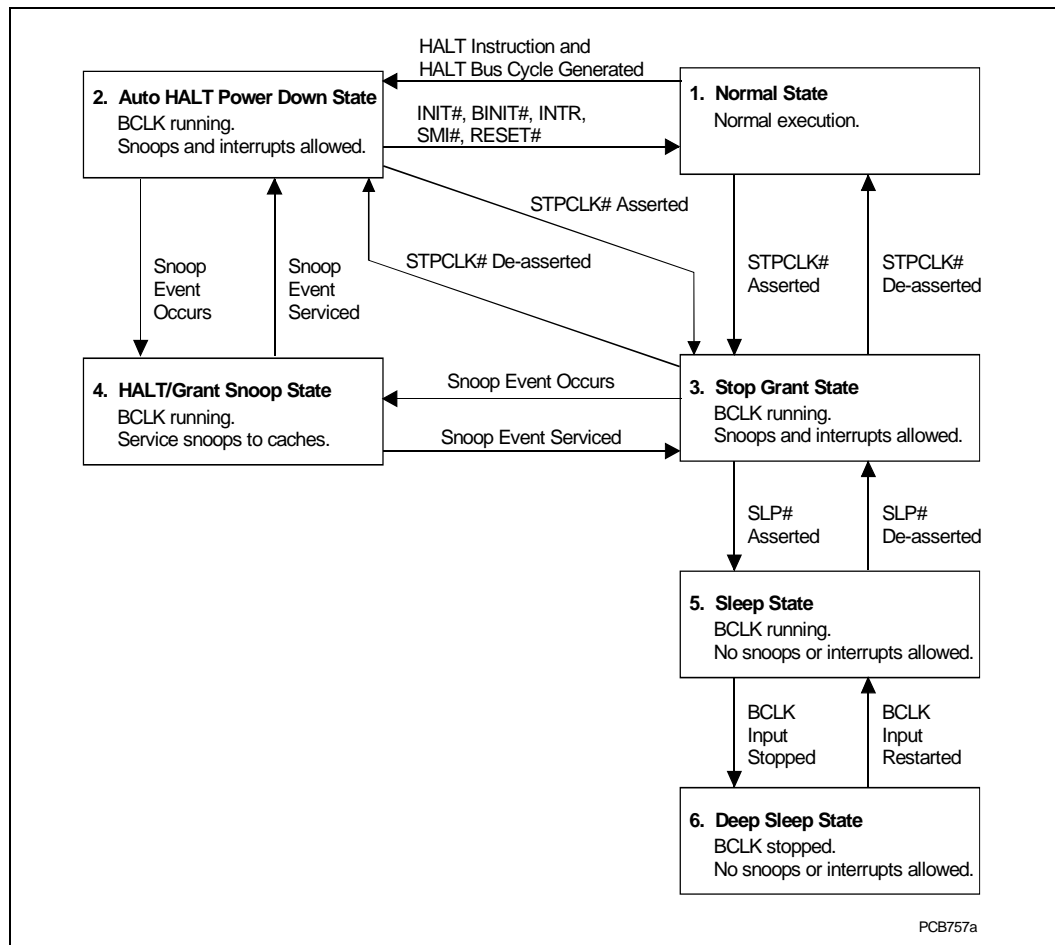 HALT Instruction and
HALT Bus Cycle Generated
2. Auto HALT Power Down State
BCLK running.
Snoops and interrupts allowed.
INIT#, BINIT#, INTR,
SMI#, RESET#
1. Normal State
Normal execution.
STPCLK# Asserted
STPCLK# De-asserted
Snoop
Event
Occurs
Snoop
Event
Serviced
STPCLK#
Asserted
STPCLK#
De-asserted
4. HALT/Grant Snoop State
BCLK running.
Service snoops to caches.
Snoop Event Occurs
Snoop Event Serviced
3. Stop Grant State
BCLK running.
Snoops and interrupts allowed.
SLP#
Asserted
SLP#
De-asserted
5. Sleep State
BCLK running.
No snoops or interrupts allowed.
BCLK
Input
Stopped
BCLK
Input
Restarted
6. Deep Sleep State
BCLK stopped.
No snoops or interrupts allowed.
PCB757a